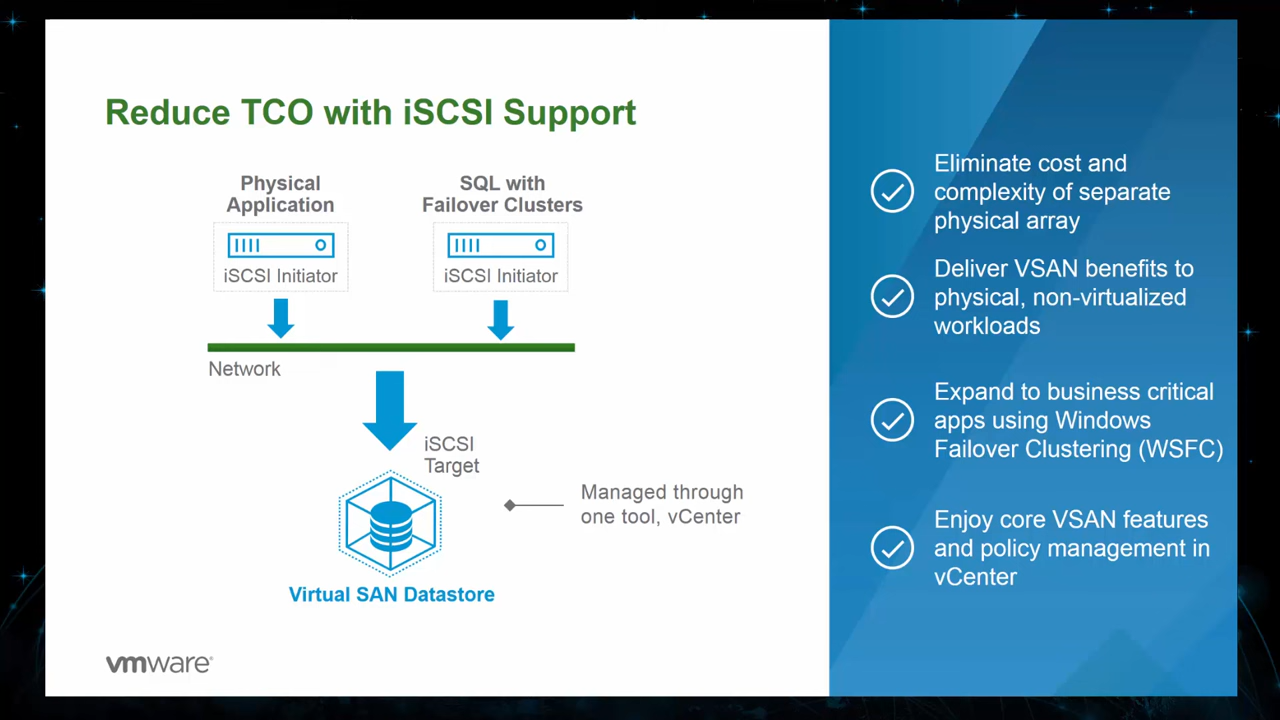 Reduce TCO with iSCSI Support
Physical
Application
iSCSI Initiator
SQL with
Failover Clusters
iSCSI Initiator
Network
iSCSI
Target
Managed through
one tool, vCenter
Virtual SAN Datastore
vmware®
Eliminate cost and
complexity of separate
physical array
Deliver VSAN benefits to
physical, non-virtualized
workloads
Expand to business critical
apps using Windows
Failover Clustering (WSFC)
Enjoy core VSAN features
and policy management in
vCenter